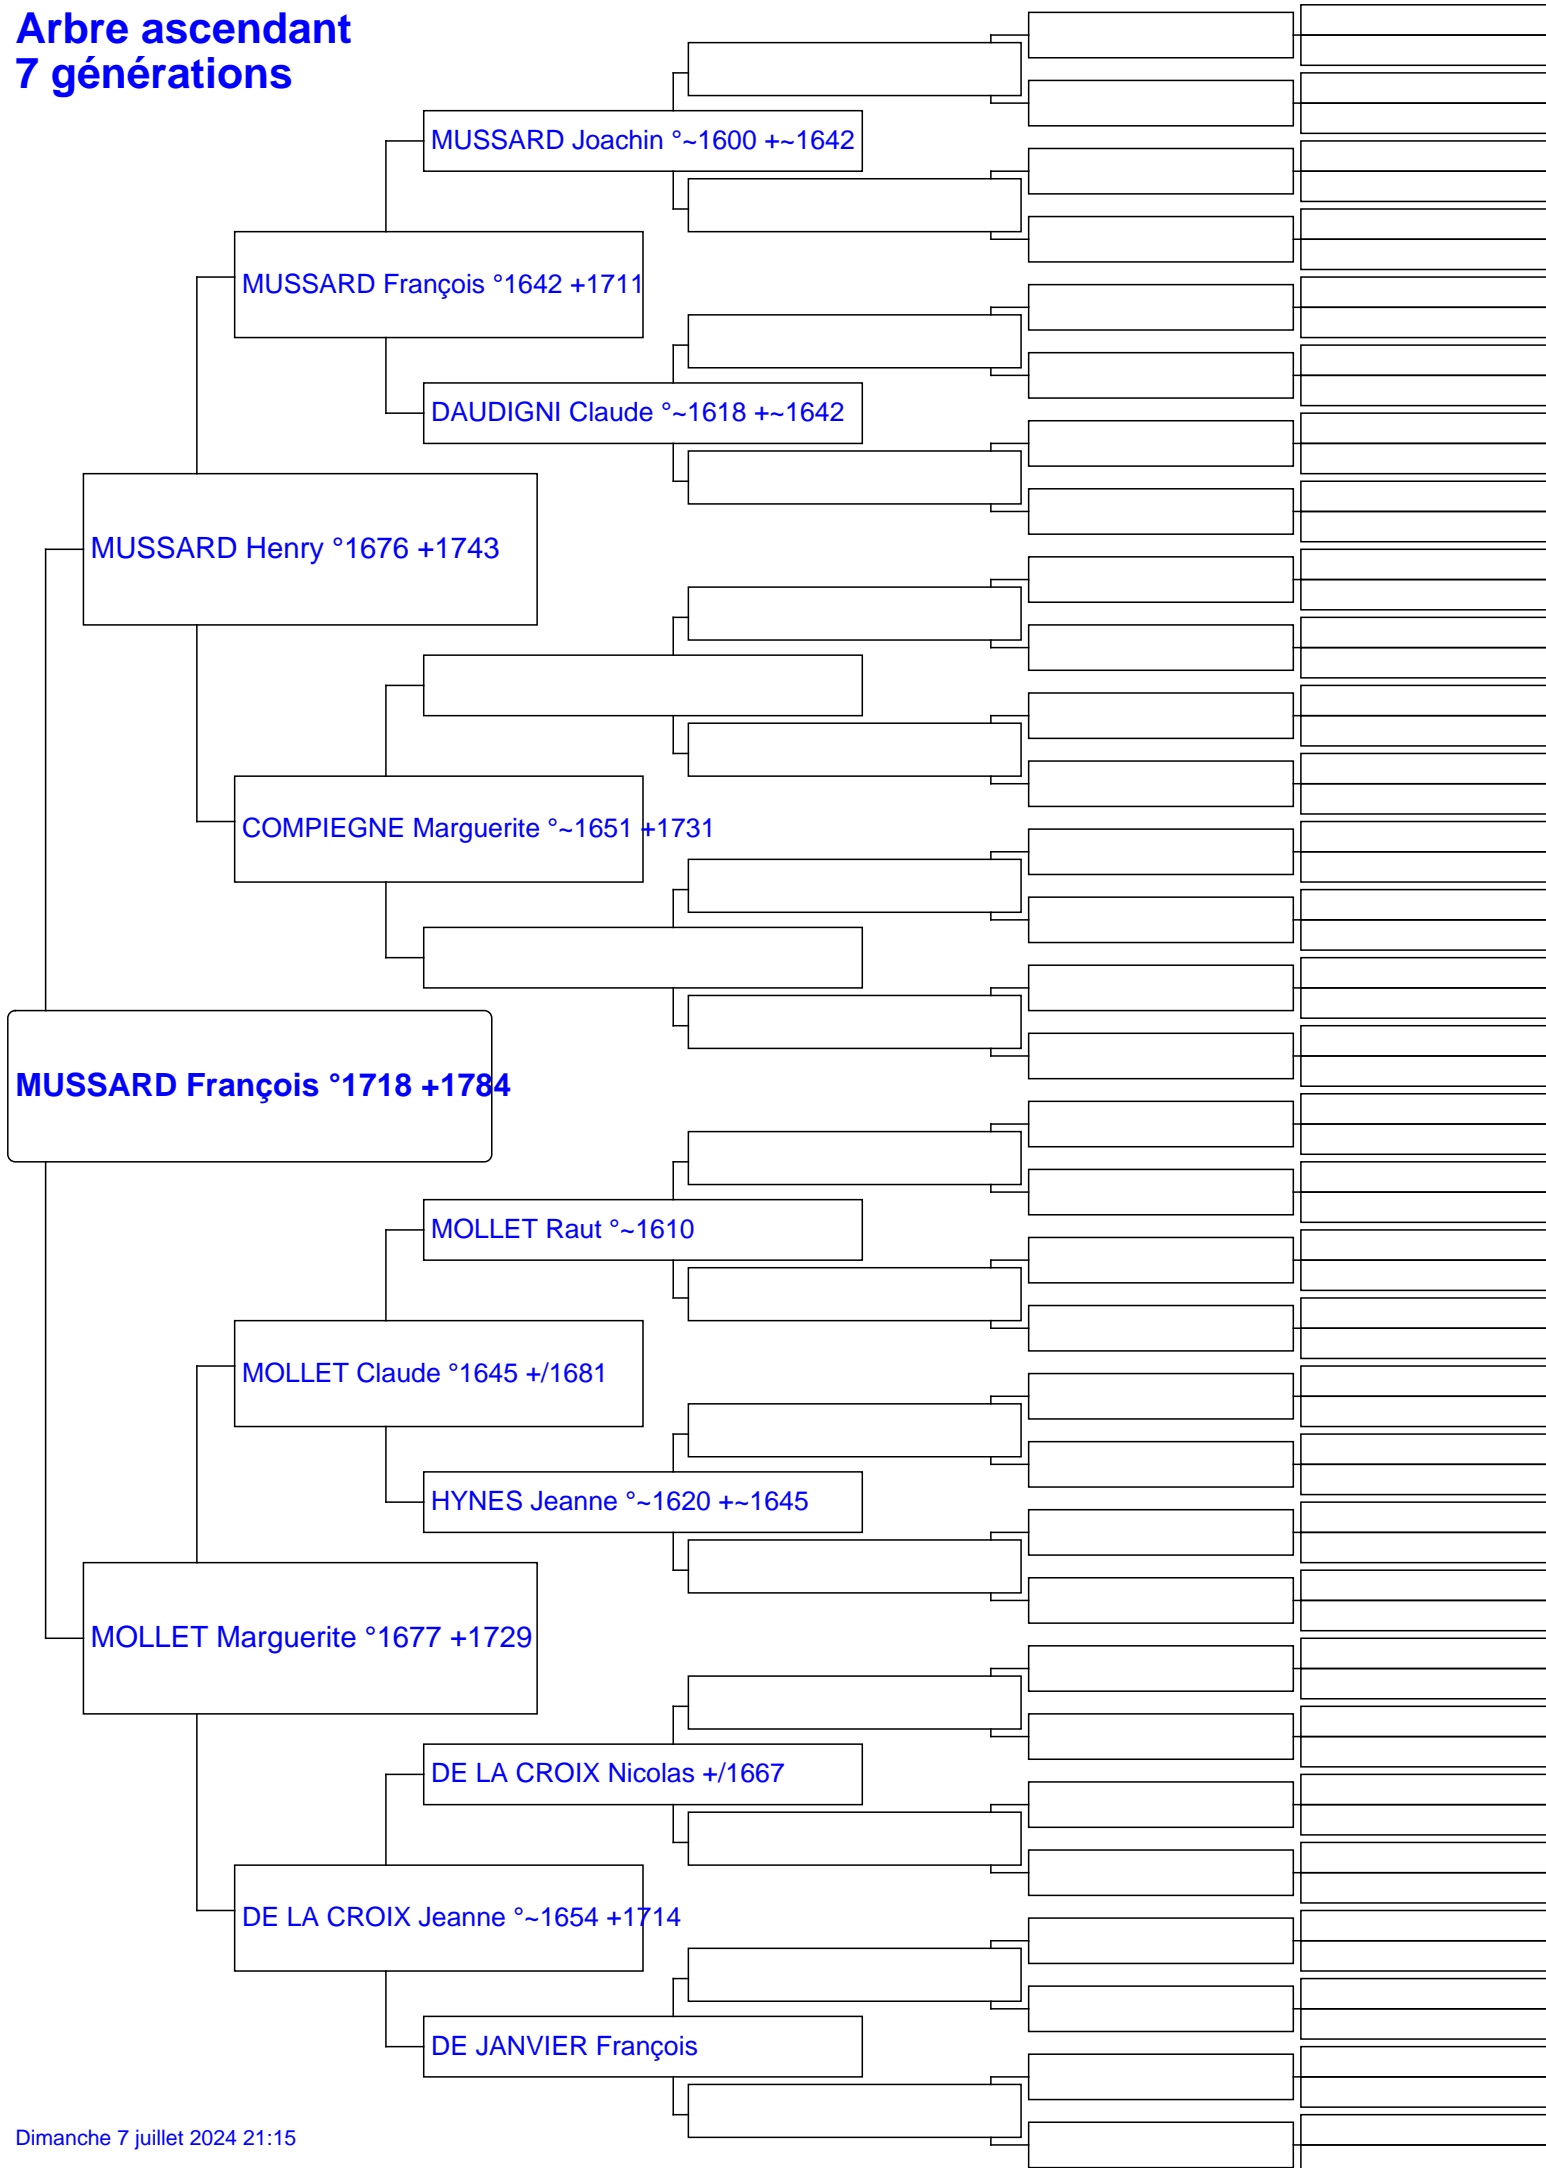 Arbre ascendant
7 générations
MUSSARD Joachin °~1600 +~1642
MUSSARD François °1642 +1711
DAUDIGNI Claude °~1618 +~1642
MUSSARD Henry °1676 +1743
COMPIEGNE Marguerite °~1651 +1731
MUSSARD François °1718 +1784
MOLLET Raut °~1610
MOLLET Claude °1645 +/1681
HYNES Jeanne °~1620 +~1645
MOLLET Marguerite °1677 +1729
DE LA CROIX Nicolas +/1667
DE LA CROIX Jeanne °~1654 +1714
DE JANVIER François
Dimanche 7 juillet 2024 21:15